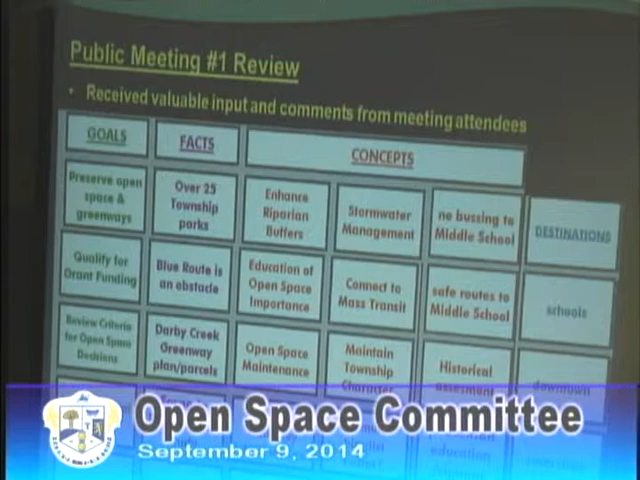 Public Meeting #1 Review
• Received valuable input and comments from meeting attendees
GOALS
FACTS
CONCEPTS
Preserve open
space &
greenways
Over 25
Township
parks
Enhance
Riparian
Buffers
Stormwater
Management
no bussing to
Middle School
DESTINATIONS
Qualify for
Grant Funding
Blue Route is
an obstacle
Education of
Open Space
Importance
Connect to
Mass Transit
safe routes to
Middle School
schools
Review Criteria
for Open Space
Decisions
Darby Creek
Greenway
plan/parcels
Open Space
Maintenance
Maintain
Township
Character
Historical
assesment
downtown
education
Open Space Committee
September 9, 2014